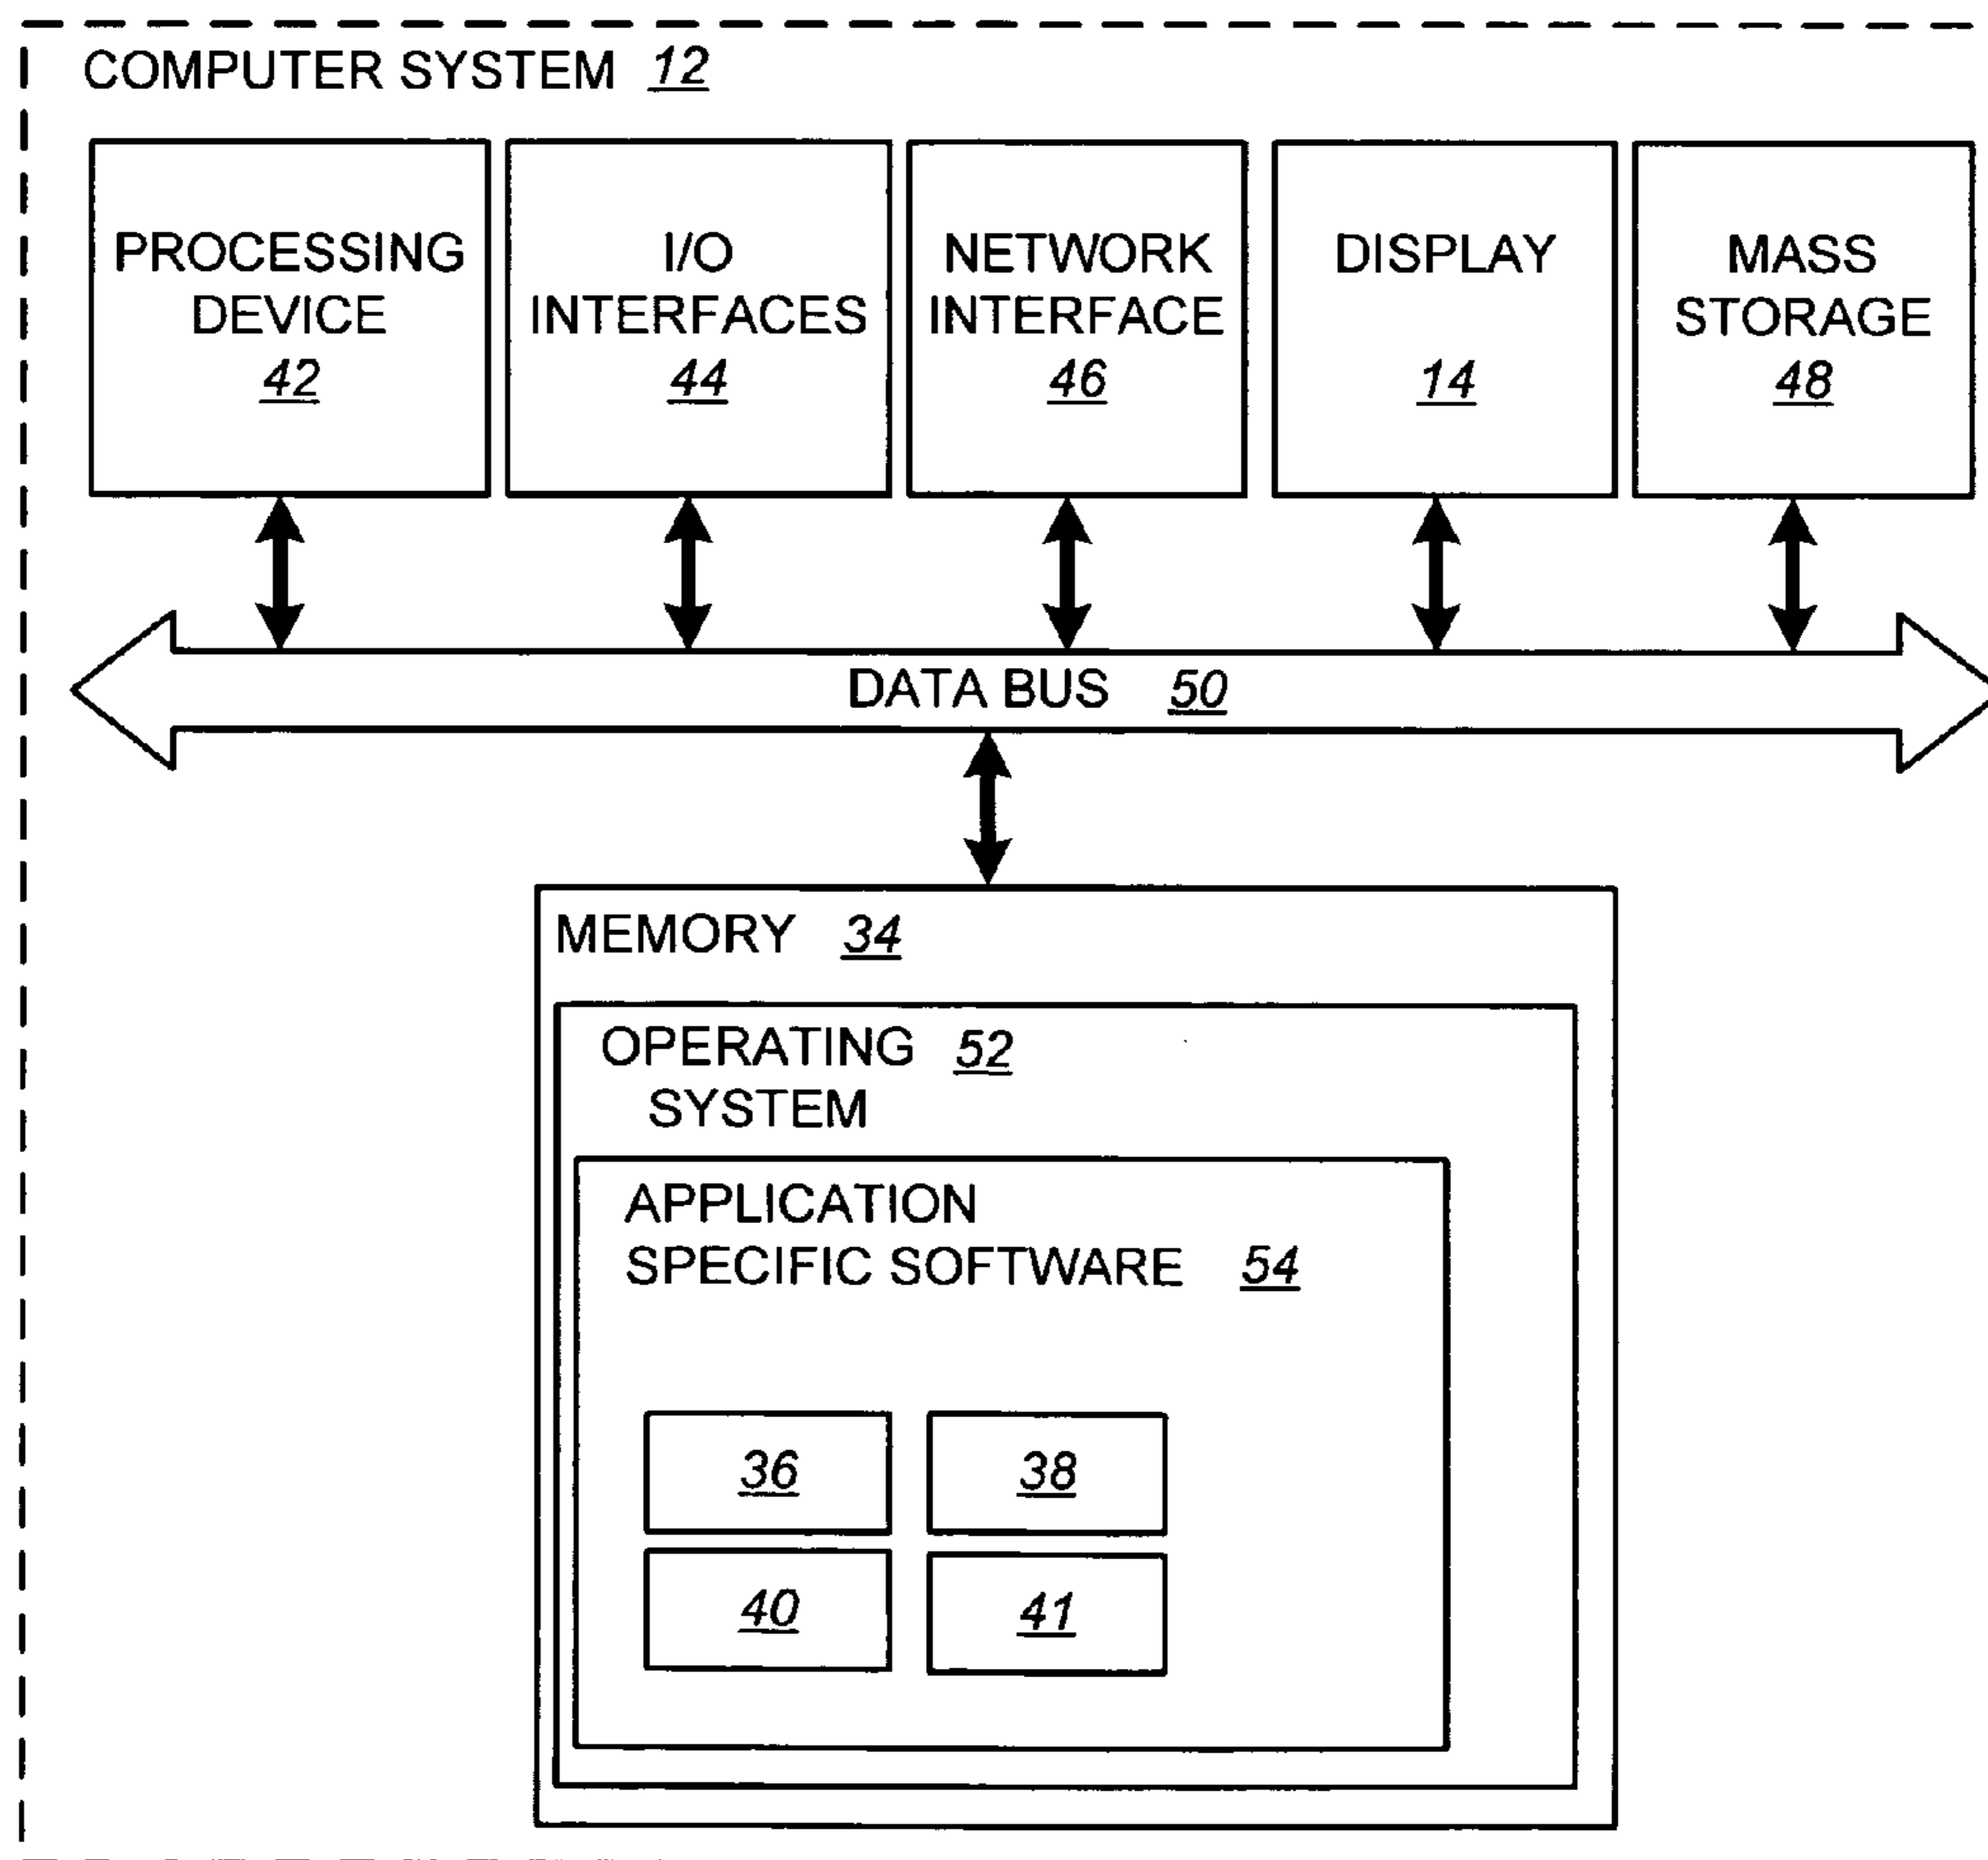 COMPUTER SYSTEM 12
PROCESSING
DEVICE
42
I/O
INTERFACES
44
NETWORK
INTERFACE
46
DISPLAY
14
MASS
STORAGE
48
DATA BUS 50
MEMORY 34
OPERATING 52
SYSTEM
APPLICATION
SPECIFIC SOFTWARE 54
36
38
40
41